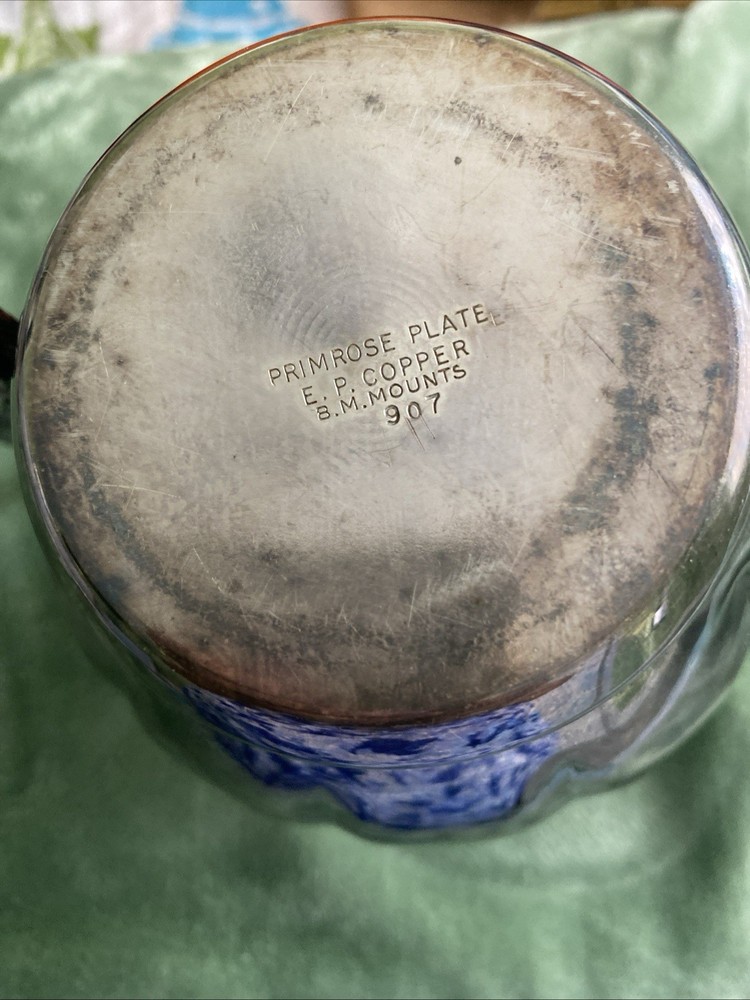 PRIMROSE PLATE
E. P. COPPER
B.M.MOUNTS
907